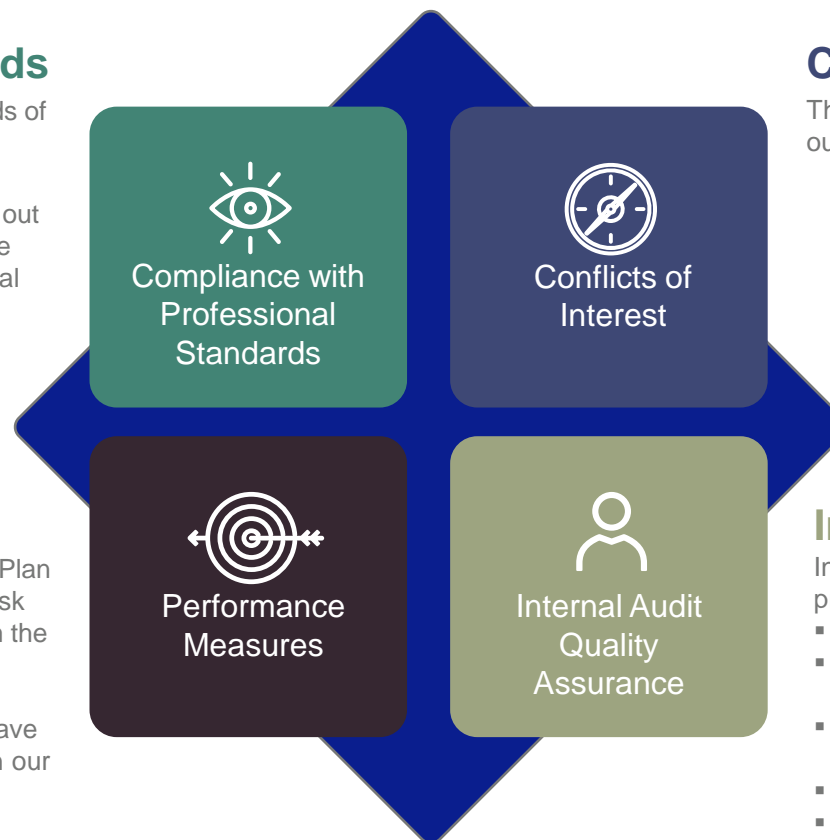 ds
ds of
out
e
al
Compliance with
Professional
Standards
Conflicts of
Interest
C
Th
ou
Plan
sk
n the
ave
n our
Performance
Measures
Internal Audit
Quality
Assurance
In
p